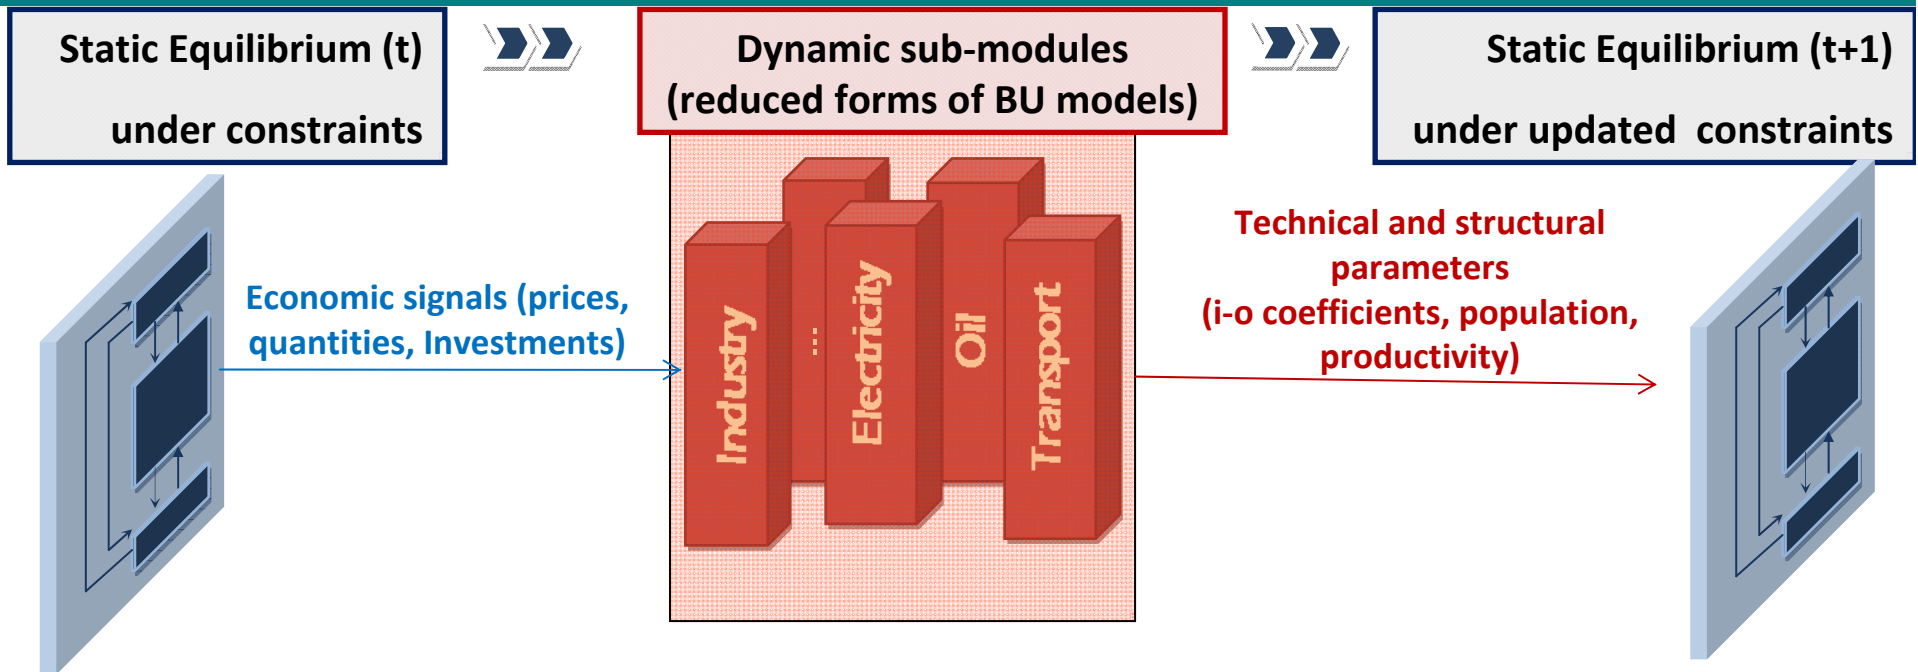 Static Equilibrium (t)
under constraints
Dynamic sub-modules
(reduced forms of BU models)
Static Equilibrium (t+1)
under updated constraints
Economic signals (prices,
quantities, Investments)
Industry
...
Electricity
Oil
Transport
Technical and structural
parameters
(i-o coefficients, population,
productivity)